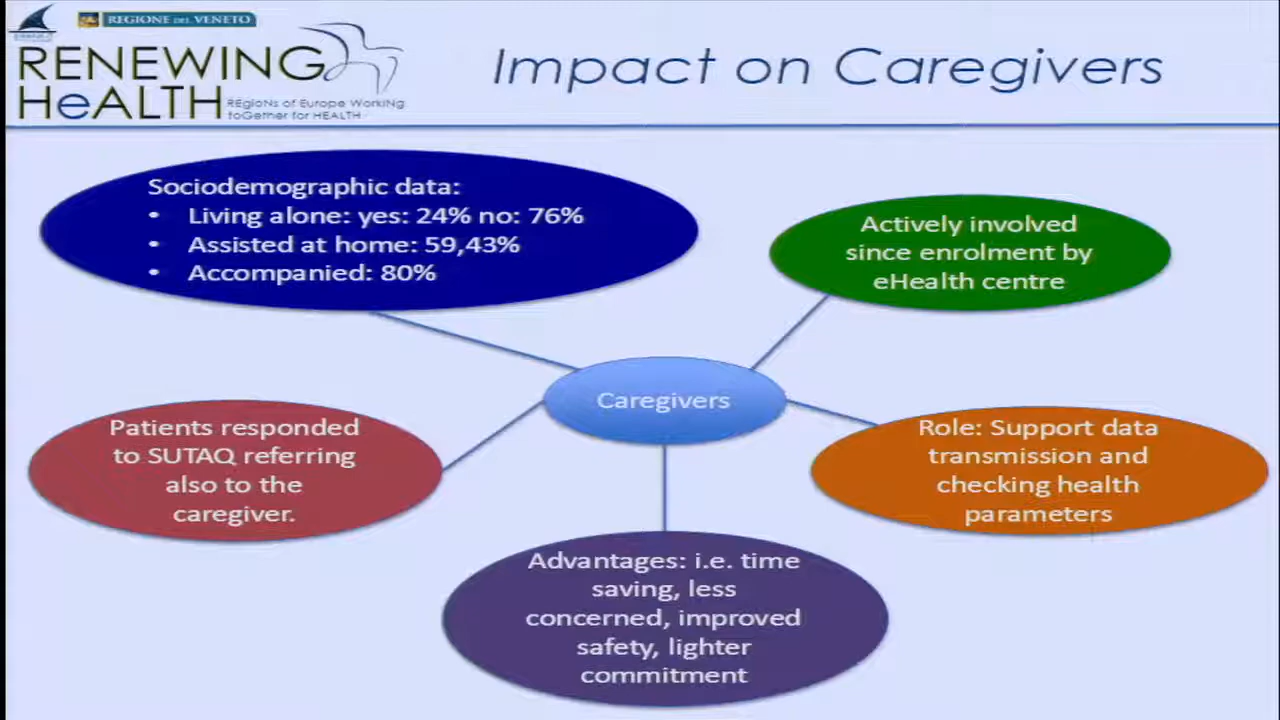 REGIONE DEL VENETO
RENEWING
HeALTH
REgioNs of Europe WorkiNg
toGether for HEALTH
Impact on Caregivers
Sociodemographic data:
• Living alone: yes: 24% no: 76%
• Assisted at home: 59,43%
• Accompanied: 80%
Actively involved
since enrolment by
eHealth centre
Caregivers
Patients responded
to SUTAQ referring
also to the
caregiver.
Role: Support data
transmission and
checking health
parameters
Advantages: i.e. time
saving, less
concerned, improved
safety, lighter
commitment